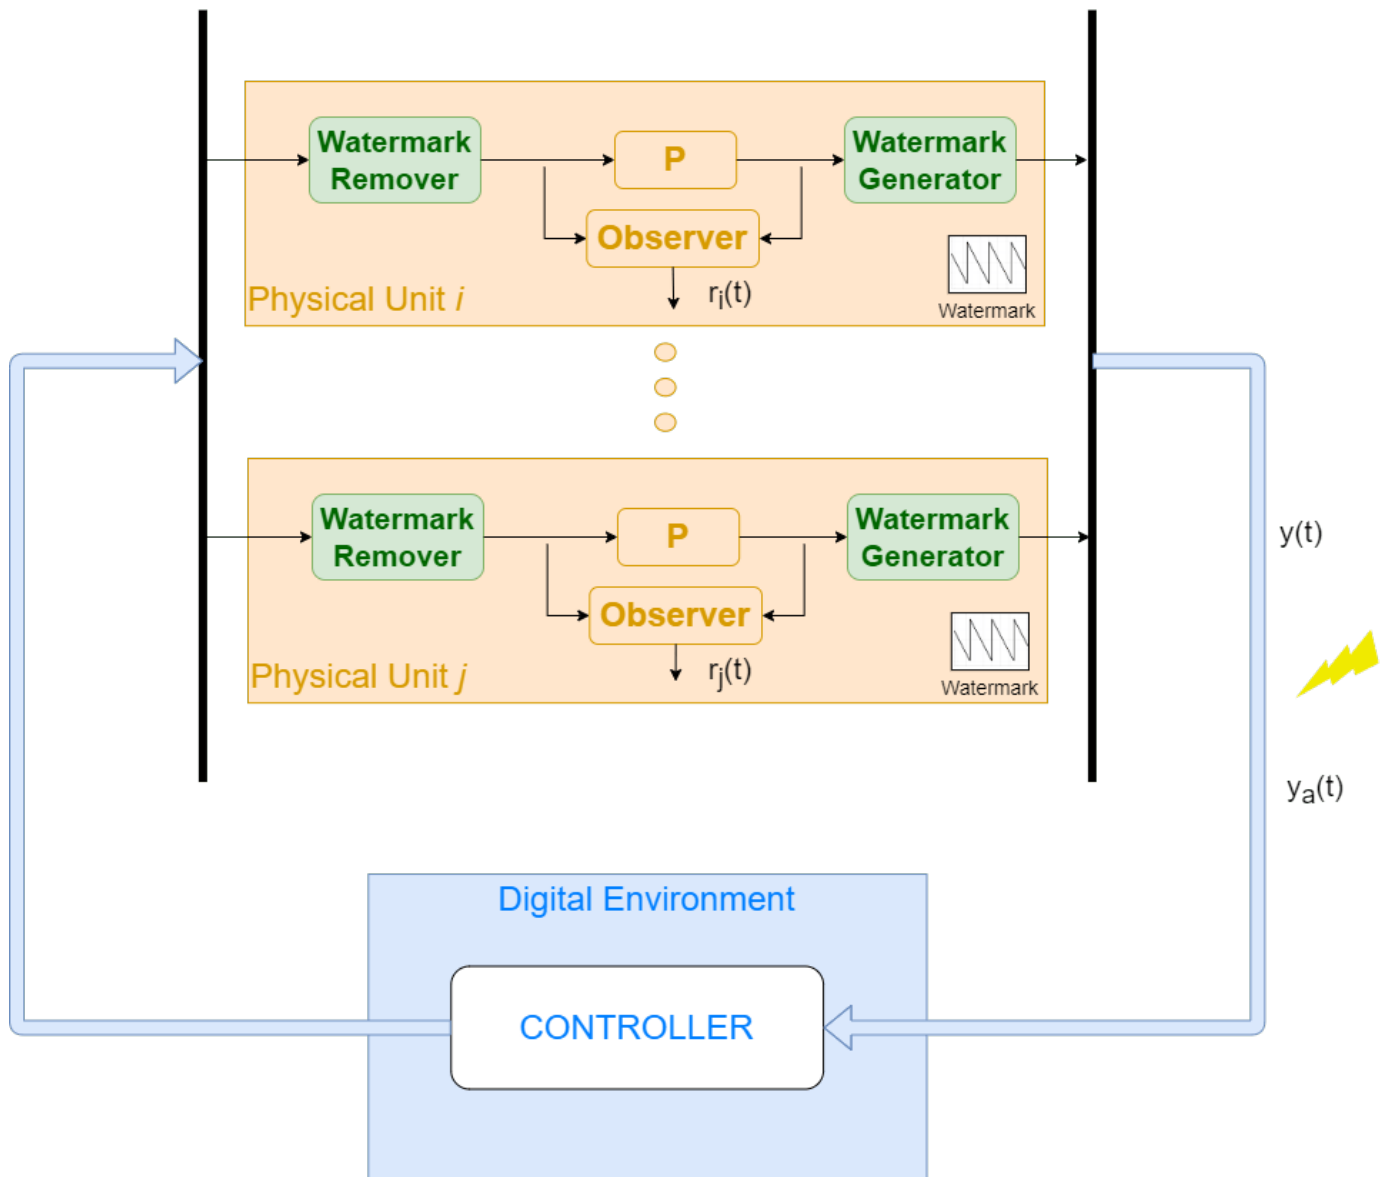 Watermark
Remover
P
Watermark
Generator
Observer
Physical Unit i
rᵢ(t)
Watermark
Watermark
Remover
P
Watermark
Generator
Observer
Physical Unit j
rⱼ(t)
Watermark
y(t)
yₐ(t)
Digital Environment
CONTROLLER